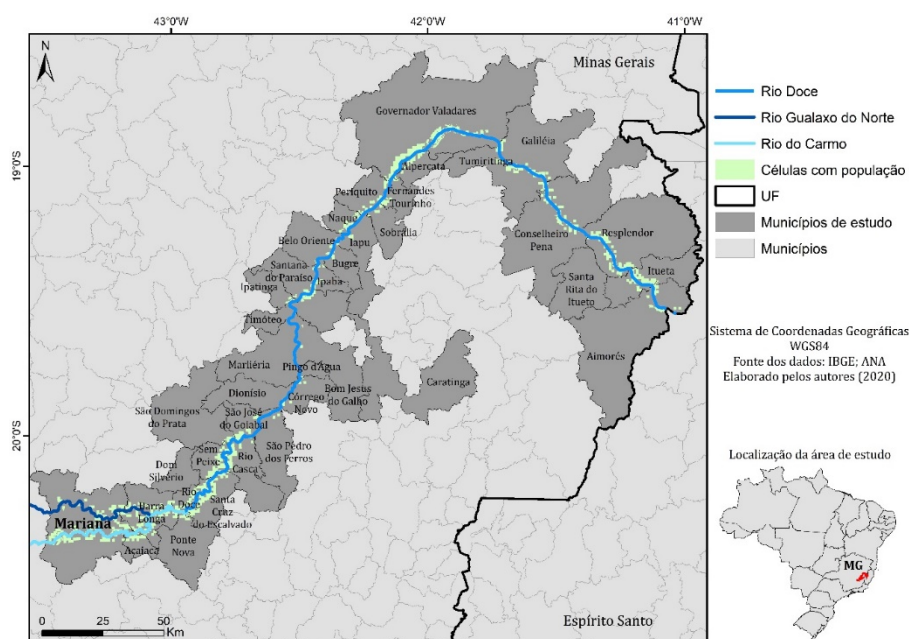 43°0'W
42°0'W
41°0'W
N
Minas Gerais
Governador Valadares
Galiléia
19°0'S
Tumiritinga
Alpercata
Periquito
Fernandes
Tourinho
Naque
Sobrália
Belo Oriente
Iapu
Conselheiro
Pena
Resplendor
Bugre
Santana
do Paraíso
Ipatinga
Ipaba
Itueta
Santa
Rita do
Itueto
Timóteo
Aimorés
Marliéria
Pingo d'Água
Dionísio
Bom Jesus
do Galho
Caratinga
Córrego
Novo
São Domingos
do Prata
São José
do Goiabal
20°0'S
Sem
Peixe
Rio
Casca
São Pedro
dos Ferros
Dom
Silvério
Rio
Doce
Santa
Cruz
do Escalvado
Barra
Longa
Mariana
Acaiaca
Ponte
Nova
Espírito Santo
0 25 50
Km
Rio Doce
Rio Gualaxo do Norte
Rio do Carmo
Células com população
UF
Municípios de estudo
Municípios
Sistema de Coordenadas Geográficas
WGS84
Fonte dos dados: IBGE; ANA
Elaborado pelos autores (2020)
Localização da área de estudo
MG